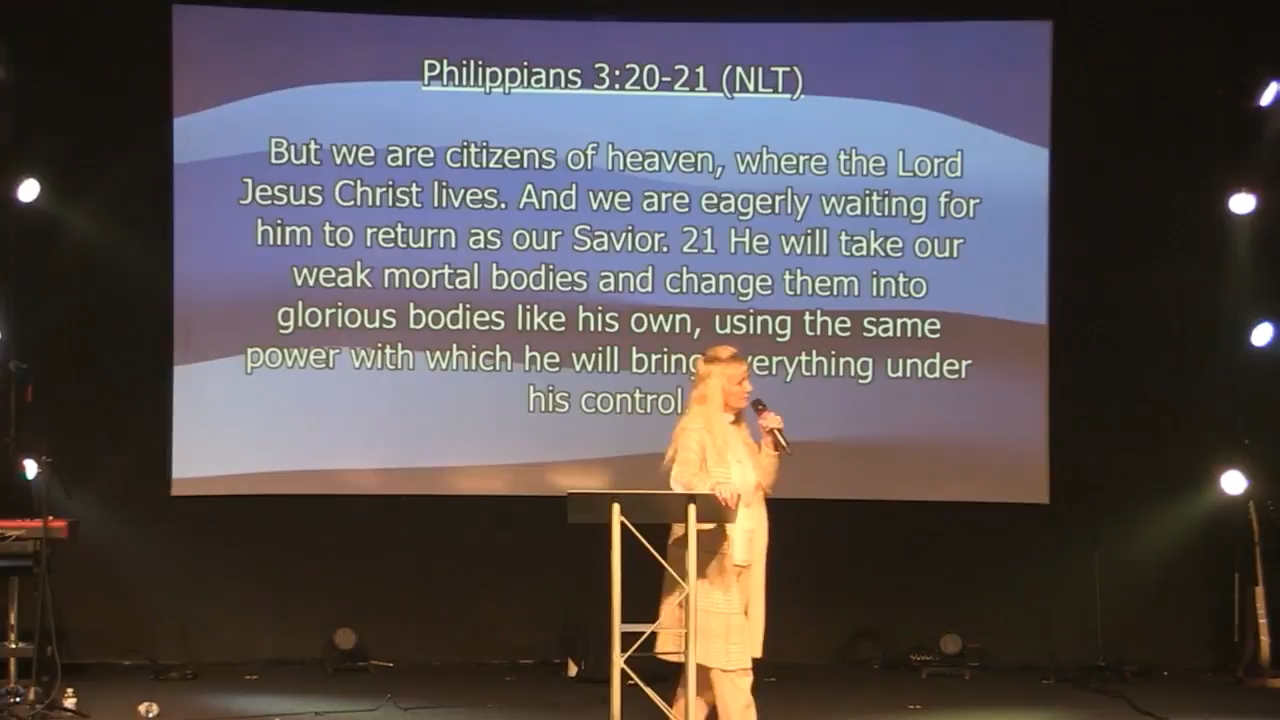 Philippians 3:20-21 (NLT)
But we are citizens of heaven, where the Lord
Jesus Christ lives. And we are eagerly waiting for
him to return as our Savior. 21 He will take our
weak mortal bodies and change them into
glorious bodies like his own, using the same
power with which he will bring everything under
his control